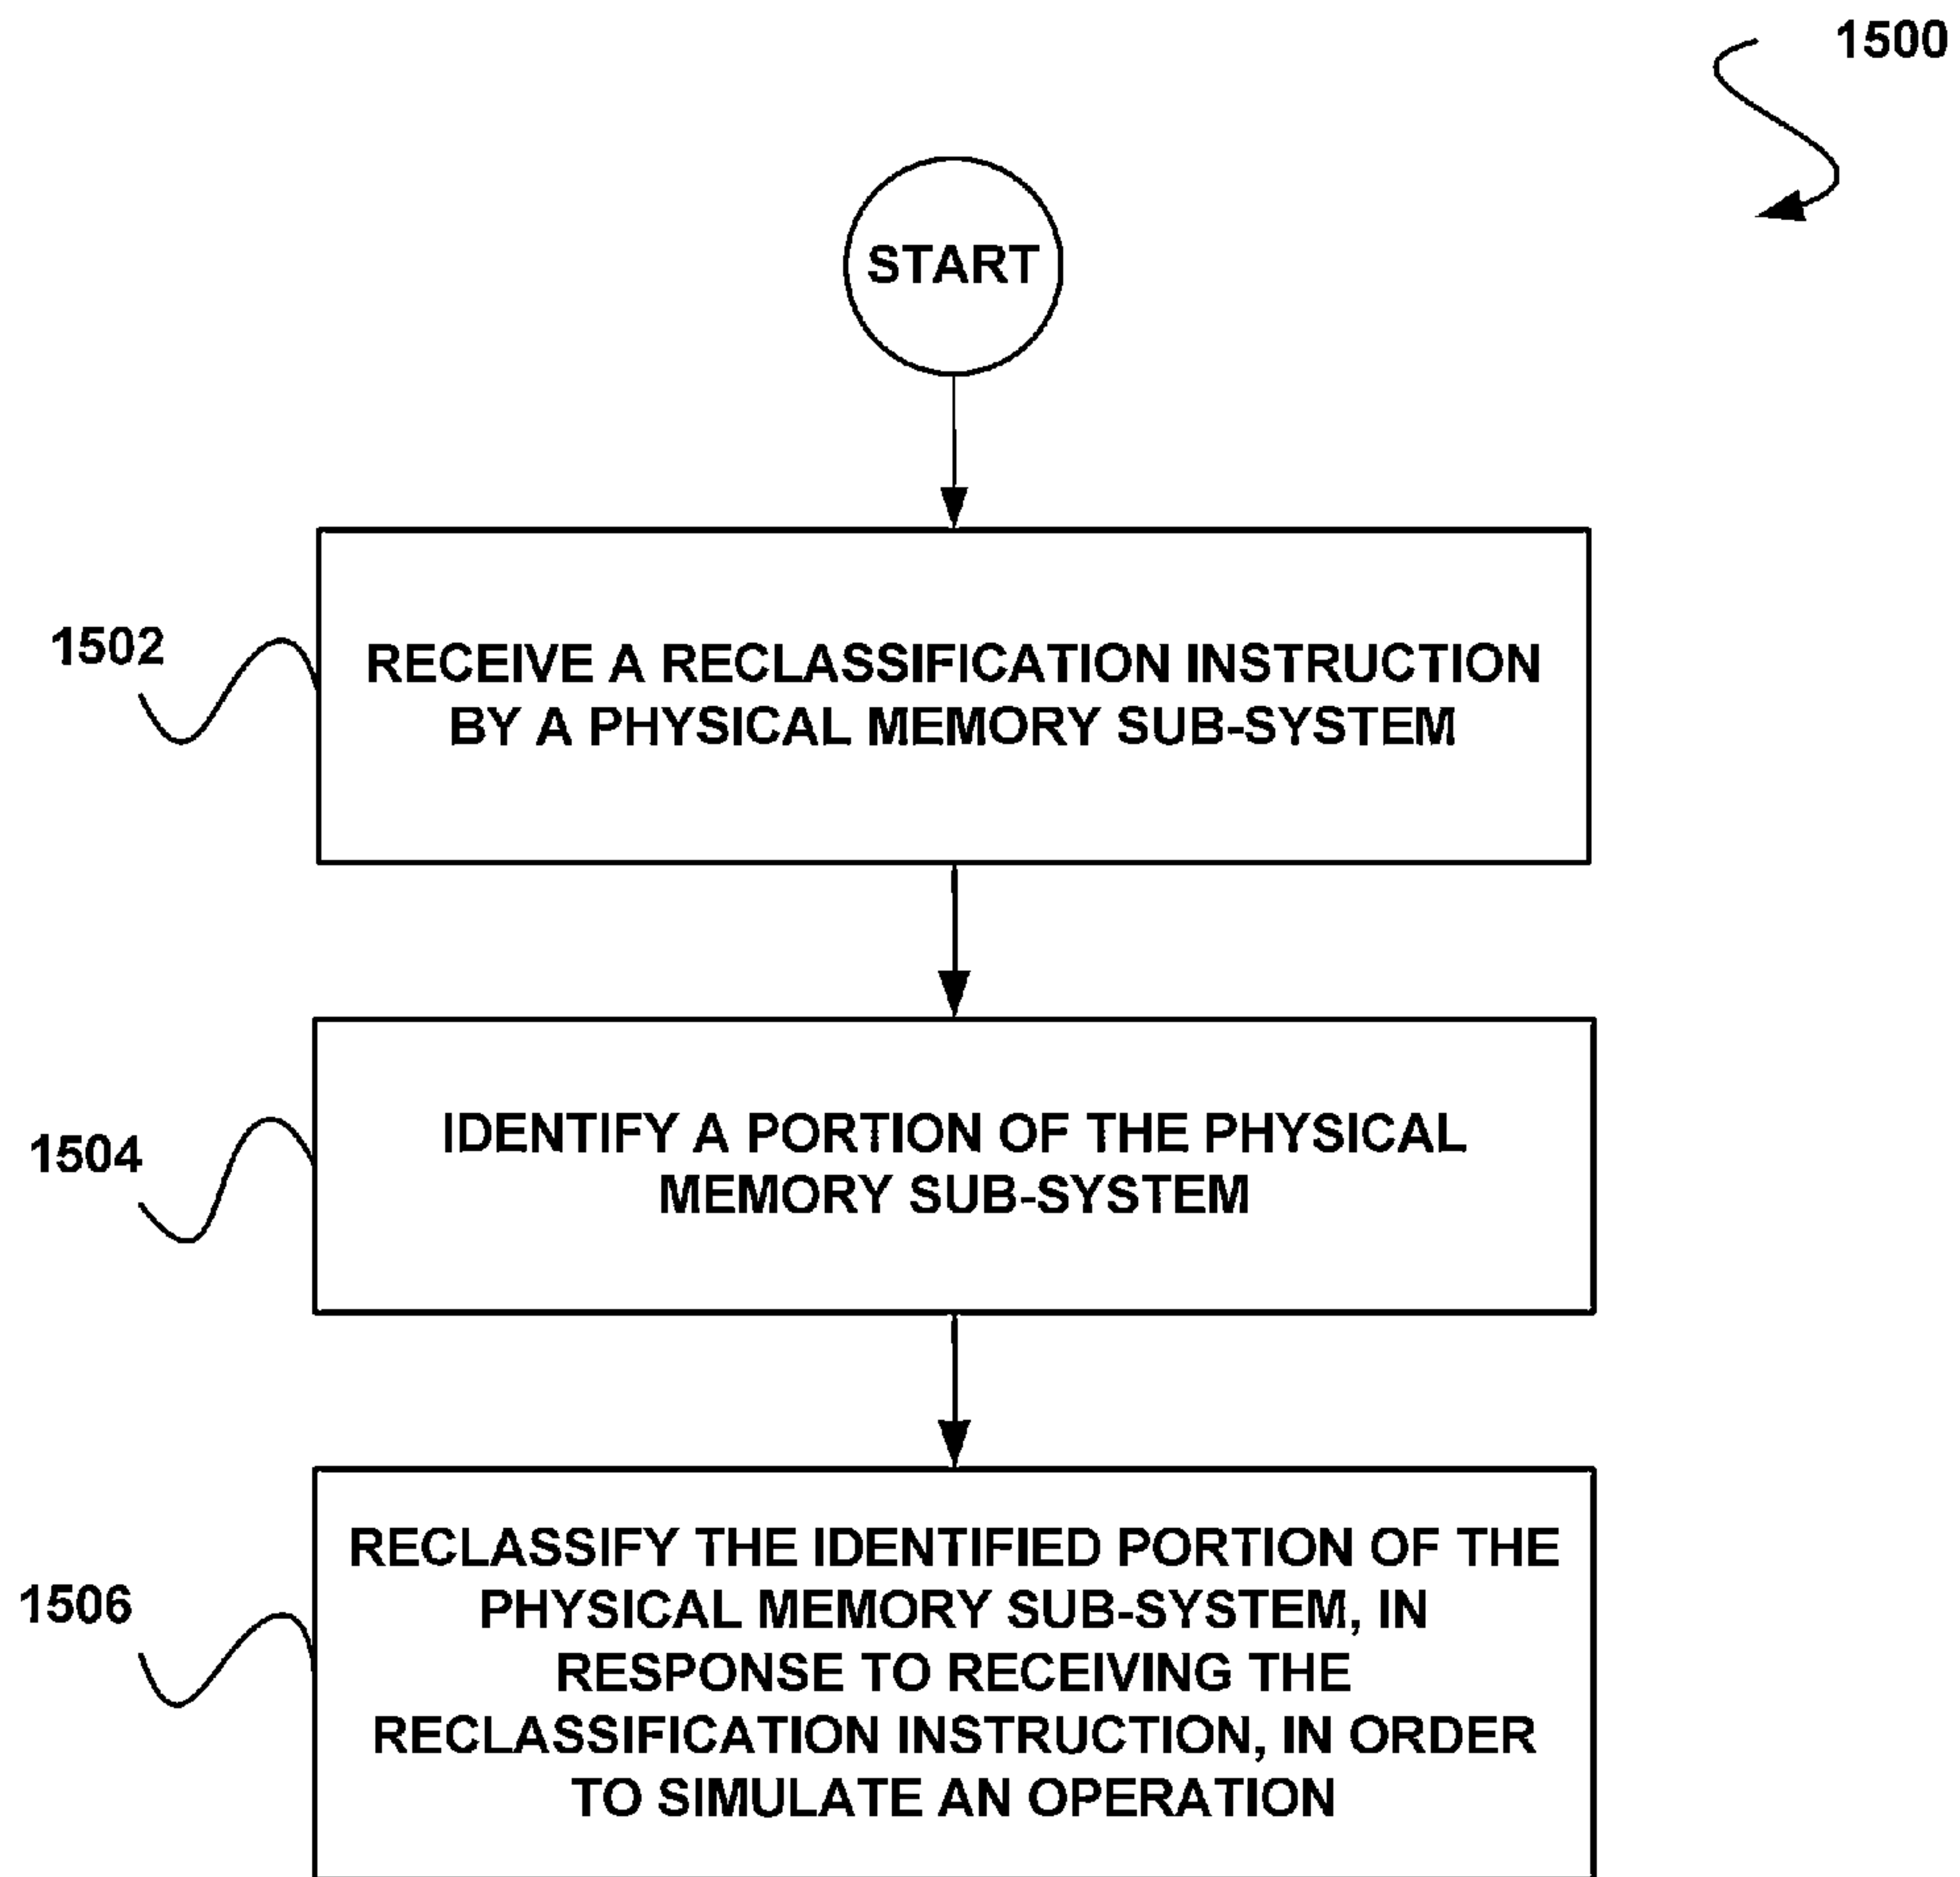 1500
START
1502
RECEIVE A RECLASSIFICATION INSTRUCTION
BY A PHYSICAL MEMORY SUB-SYSTEM
1504
IDENTIFY A PORTION OF THE PHYSICAL
MEMORY SUB-SYSTEM
1506
RECLASSIFY THE IDENTIFIED PORTION OF THE
PHYSICAL MEMORY SUB-SYSTEM, IN
RESPONSE TO RECEIVING THE
RECLASSIFICATION INSTRUCTION, IN ORDER
TO SIMULATE AN OPERATION